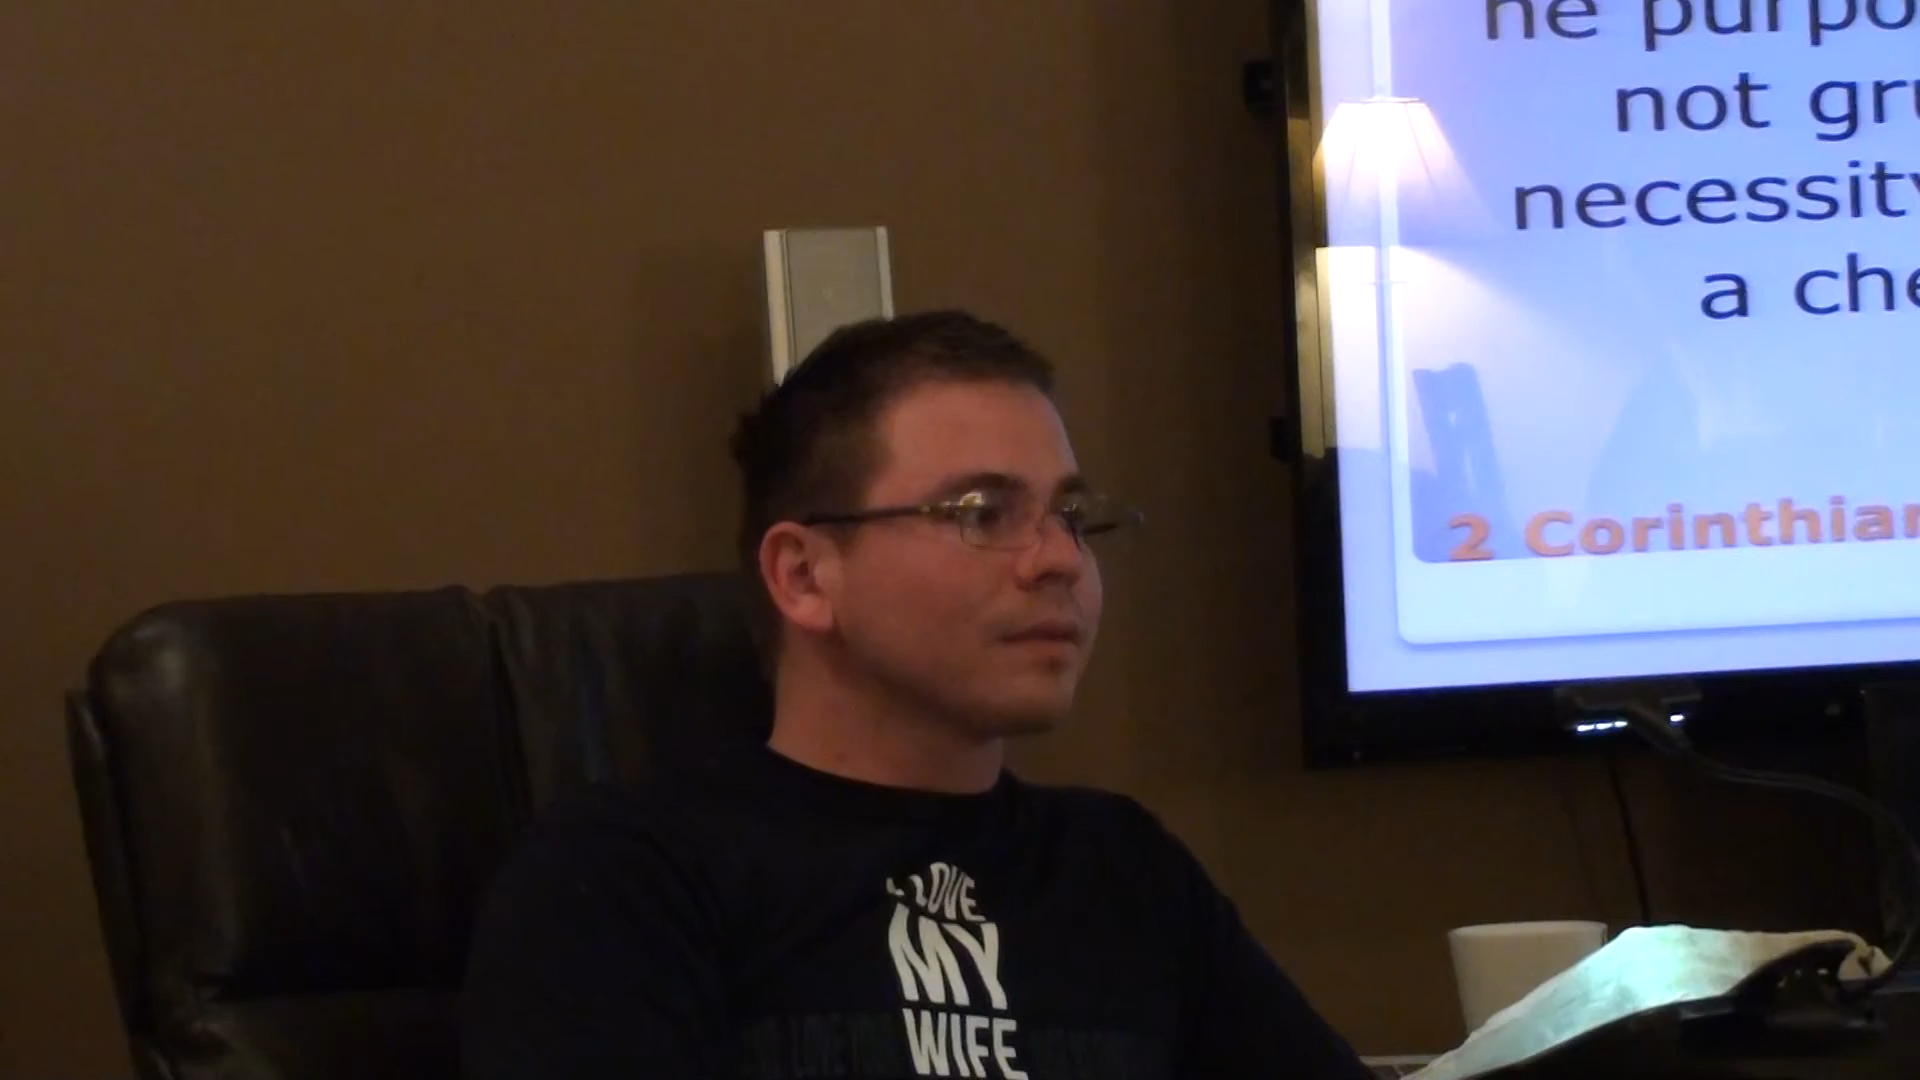 he purpo
not gru
necessity
a che
2 Corinthian
I LOVE
MY
WIFE